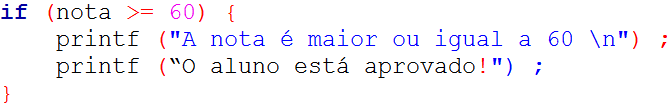 if (nota >= 60) {
    printf ("A nota é maior ou igual a 60 \n") ;
    printf (“O aluno está aprovado!") ;
}